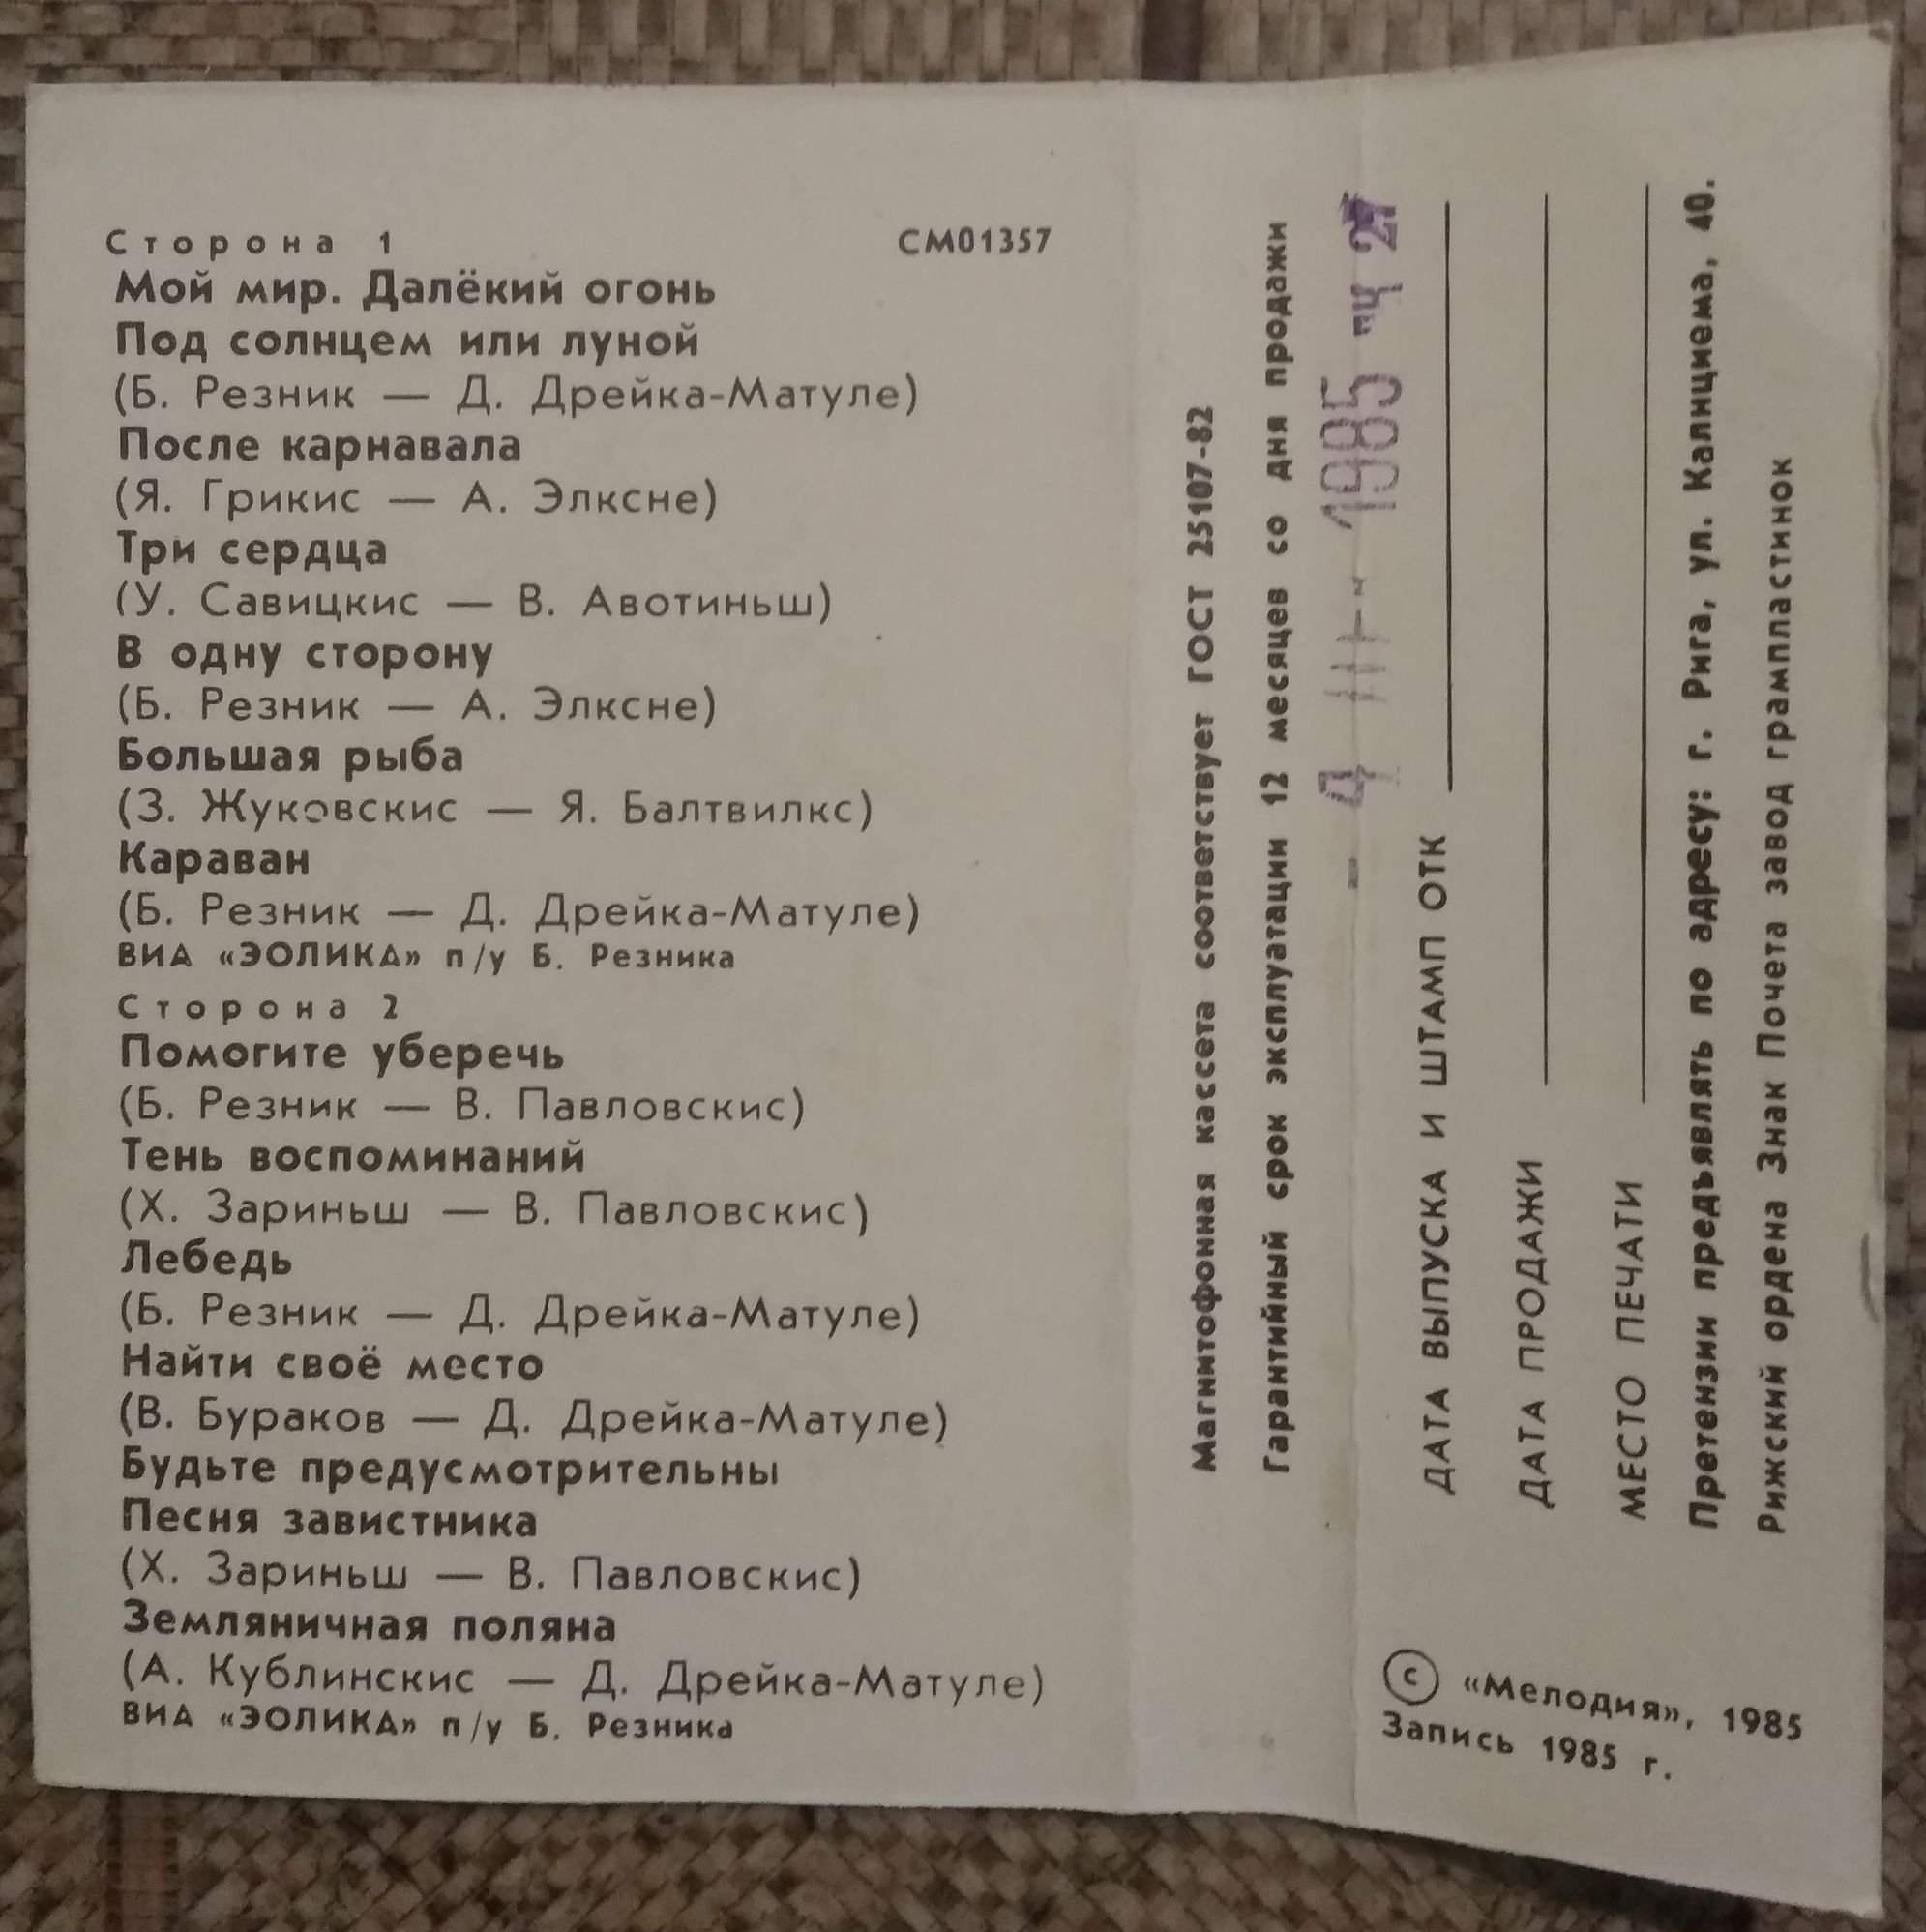 Сторона 1 СМ01357
Мой мир. Далёкий огонь
Под солнцем или луной
(Б. Резник — Д. Дрейка-Матуле)
После карнавала
(Я. Грикис — А. Элксне)
Три сердца
(У. Савицкис — В. Авотиньш)
В одну сторону
(Б. Резник — А. Элксне)
Большая рыба
(З. Жуковскис — Я. Балтвилкс)
Караван
(Б. Резник — Д. Дрейка-Матуле)
ВИА «ЭОЛИКА» п/у Б. Резника
Сторона 2
Помогите уберечь
(Б. Резник — В. Павловскис)
Тень воспоминаний
(Х. Зариньш — В. Павловскис)
Лебедь
(Б. Резник — Д. Дрейка-Матуле)
Найти своё место
(В. Бураков — Д. Дрейка-Матуле)
Будьте предусмотрительны
Песня завистника
(Х. Зариньш — В. Павловскис)
Земляничная поляна
(А. Кублинскис — Д. Дрейка-Матуле)
ВИА «ЭОЛИКА» п/у Б. Резника
Магнитофонная кассета соответствует ГОСТ 25107-82
Гарантийный срок эксплуатации 12 месяцев со дня продажи
1985
ДАТА ВЫПУСКА И ШТАМП ОТК
ДАТА ПРОДАЖИ
МЕСТО ПЕЧАТИ
Претензии предъявлять по адресу: г. Рига, ул. Калнциема, 40.
Рижский ордена Знак Почета завод грампластинок
© «Мелодия», 1985
Запись 1985 г.